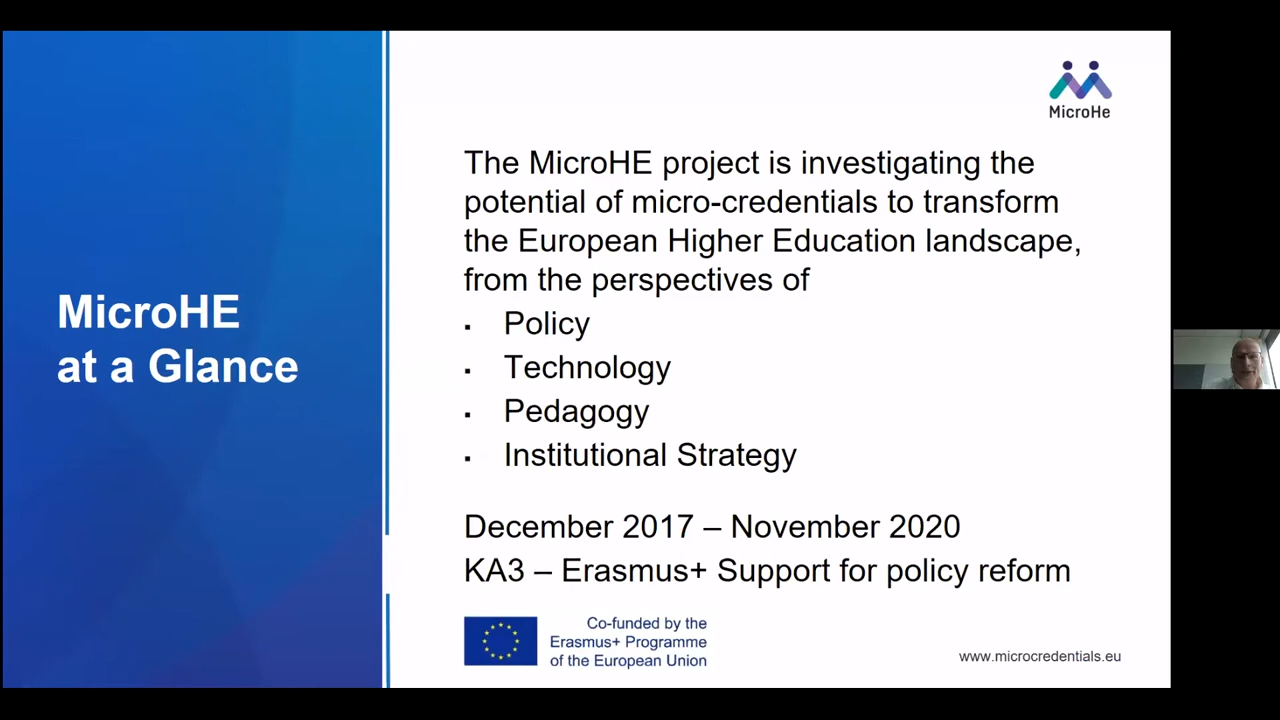 MicroHe
The MicroHE project is investigating the
potential of micro-credentials to transform
the European Higher Education landscape,
from the perspectives of
▪ Policy
▪ Technology
▪ Pedagogy
▪ Institutional Strategy
MicroHE
at a Glance
December 2017 – November 2020
KA3 – Erasmus+ Support for policy reform
Co-funded by the
Erasmus+ Programme
of the European Union
www.microcredentials.eu